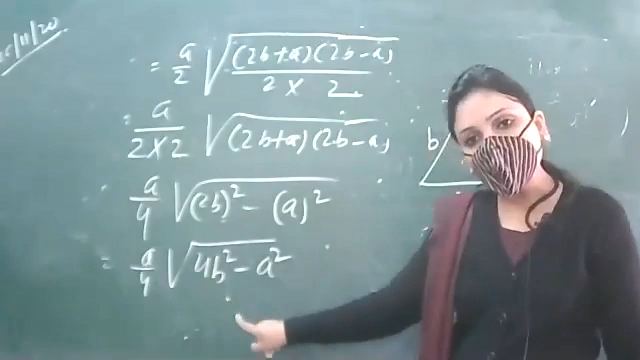 = a/2 √((2b+a)(2b-a)/2 × 2)
= a/2×2 √(2b+a)(2b-a)
a/4 √(2b)² - (a)²
= a/4 √4b² - a²
b